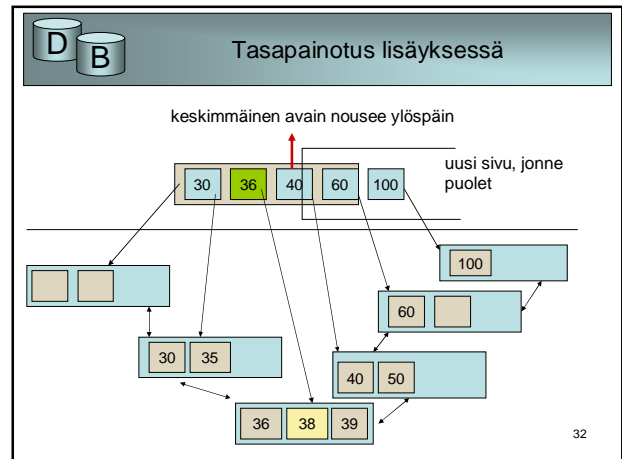 D B
Tasapainotus lisäyksessä
keskimmäinen avain nousee ylöspäin
uusi sivu, jonne
puolet
30 36 40 60 100
100
60
30 35
40 50
36 38 39
32